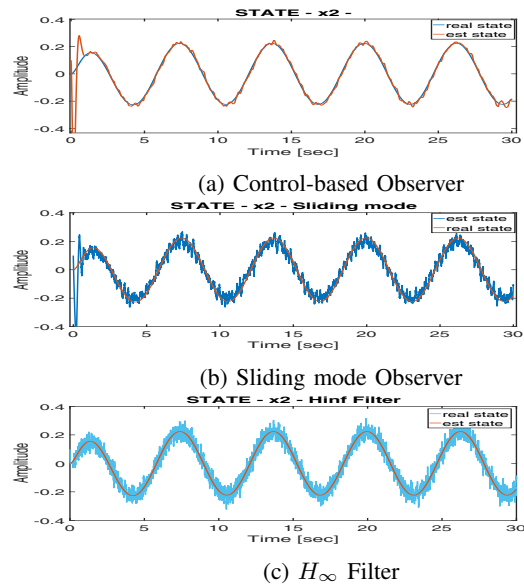 STATE - x2 -
real state
est state
Amplitude
0.4
0.2
0
-0.2
-0.4
0 5 10 15 20 25 30
Time [sec]
(a) Control-based Observer
STATE - x2 - Sliding mode
est state
real state
Amplitude
0.4
0.2
0
-0.2
0.4
0 5 10 15 20 25 30
Time [sec]
(b) Sliding mode Observer
STATE - x2 - Hinf Filter
real state
est state
Amplitude
0.4
0.2
0
-0.2
-0.4
0 5 10 15 20 25 30
Time [sec]
(c) H∞ Filter